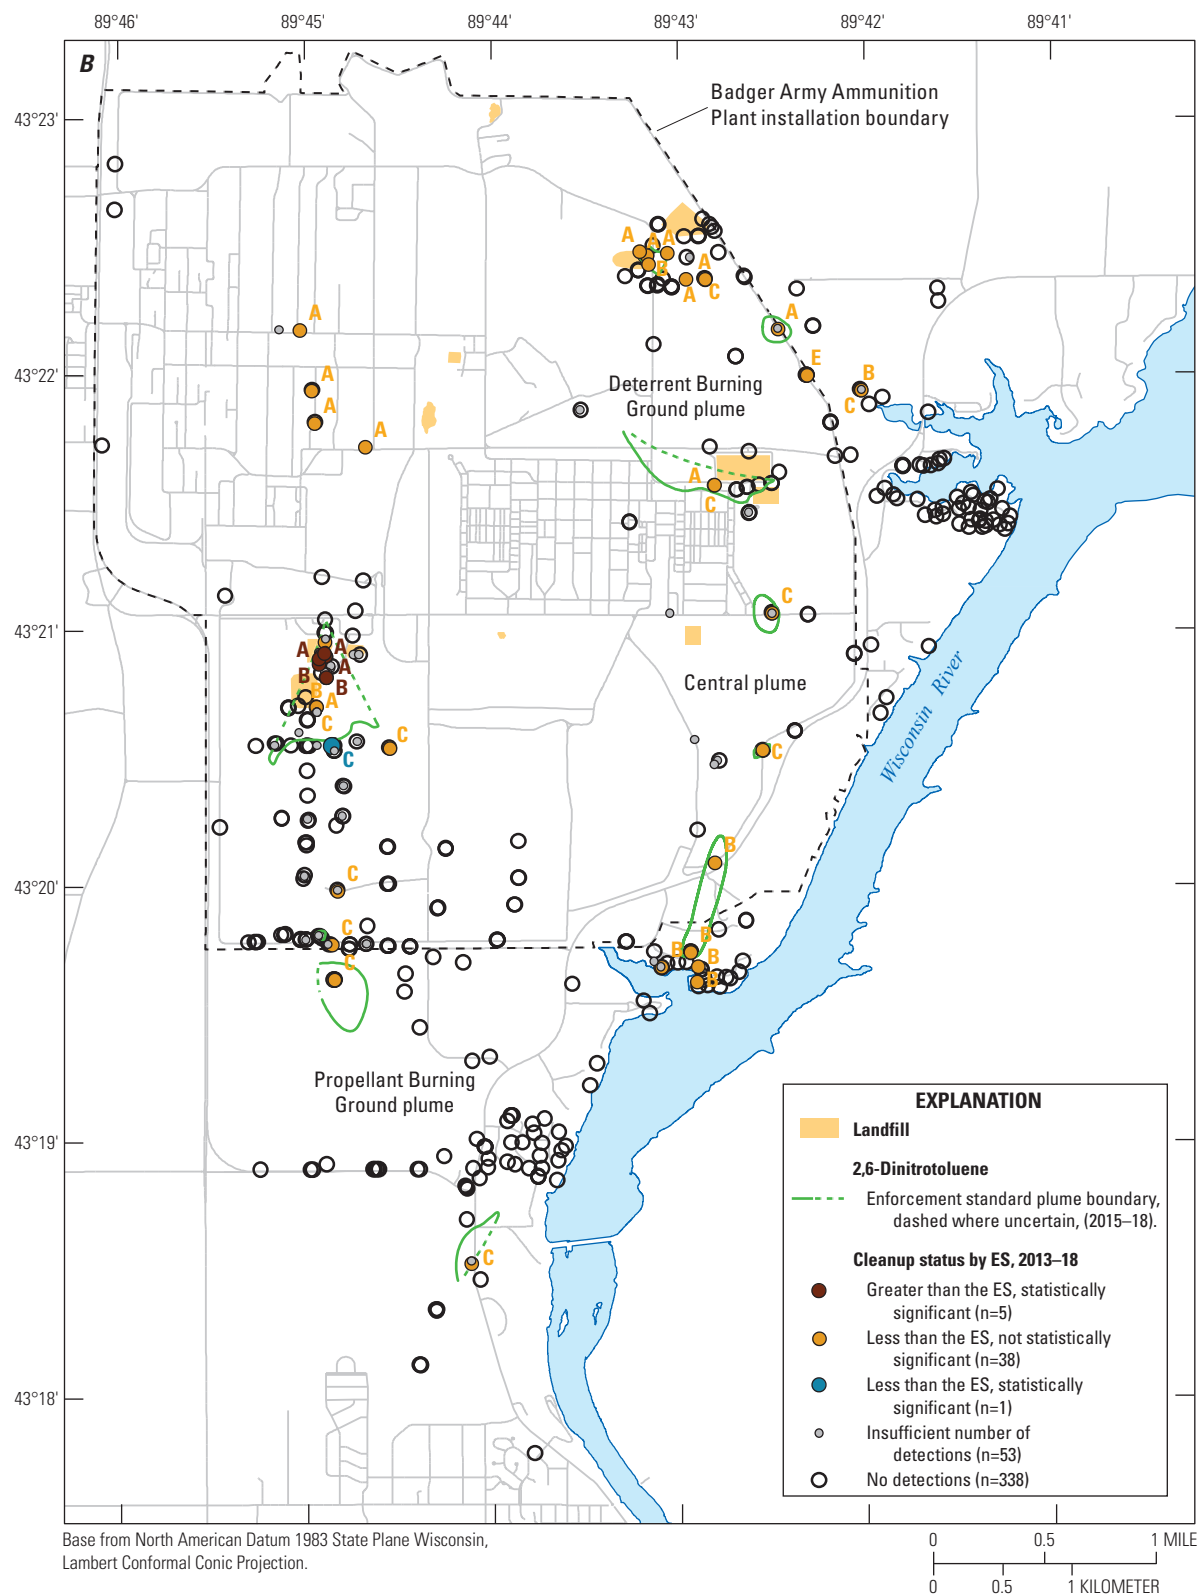 89°46' 89°45' 89°44' 89°43' 89°42' 89°41'
B
Badger Army Ammunition
Plant installation boundary
43°23'
A A A
B A
A C
A
A
E
43°22'
B
C
A
A
A
Deterrent Burning
Ground plume
A
C
C
43°21'
A A
A
B B
B
A
C
C
C
Central plume
C
Wisconsin River
B
43°20'
C
C
C
B B
B
B
Propellant Burning
Ground plume
43°19'
C
43°18'
EXPLANATION
Landfill
2,6-Dinitrotoluene
Enforcement standard plume boundary,
dashed where uncertain, (2015–18).
Cleanup status by ES, 2013–18
Greater than the ES, statistically
significant (n=5)
Less than the ES, not statistically
significant (n=38)
Less than the ES, statistically
significant (n=1)
Insufficient number of
detections (n=53)
No detections (n=338)
Base from North American Datum 1983 State Plane Wisconsin,
Lambert Conformal Conic Projection.
0 0.5 1 MILE
0 0.5 1 KILOMETER